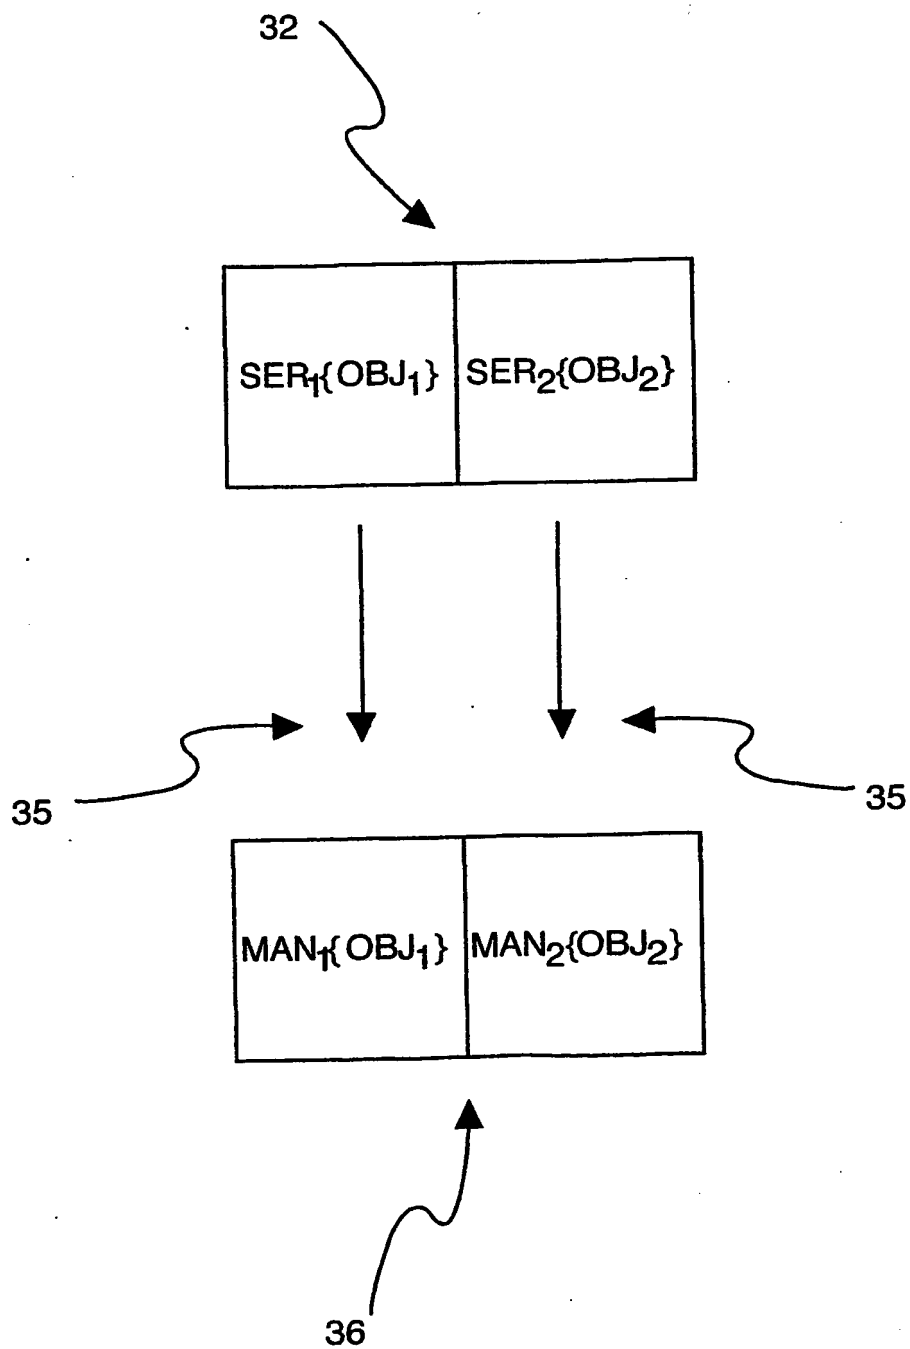 32
SER₁{OBJ₁} SER₂{OBJ₂}
35 35
MAN₁{OBJ₁} MAN₂{OBJ₂}
36